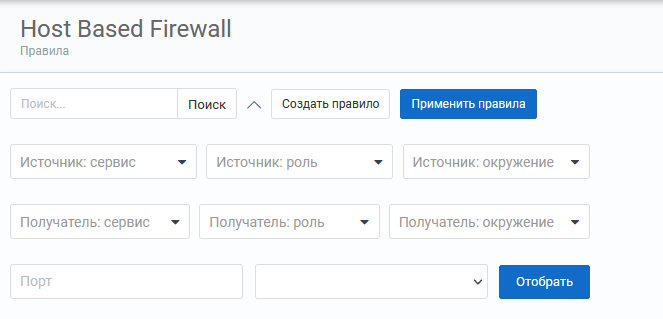 Host Based Firewall
Правила
Поиск... Поиск Создать правило Применить правила
Источник: сервис Источник: роль Источник: окружение
Получатель: сервис Получатель: роль Получатель: окружение
Порт Отобрать